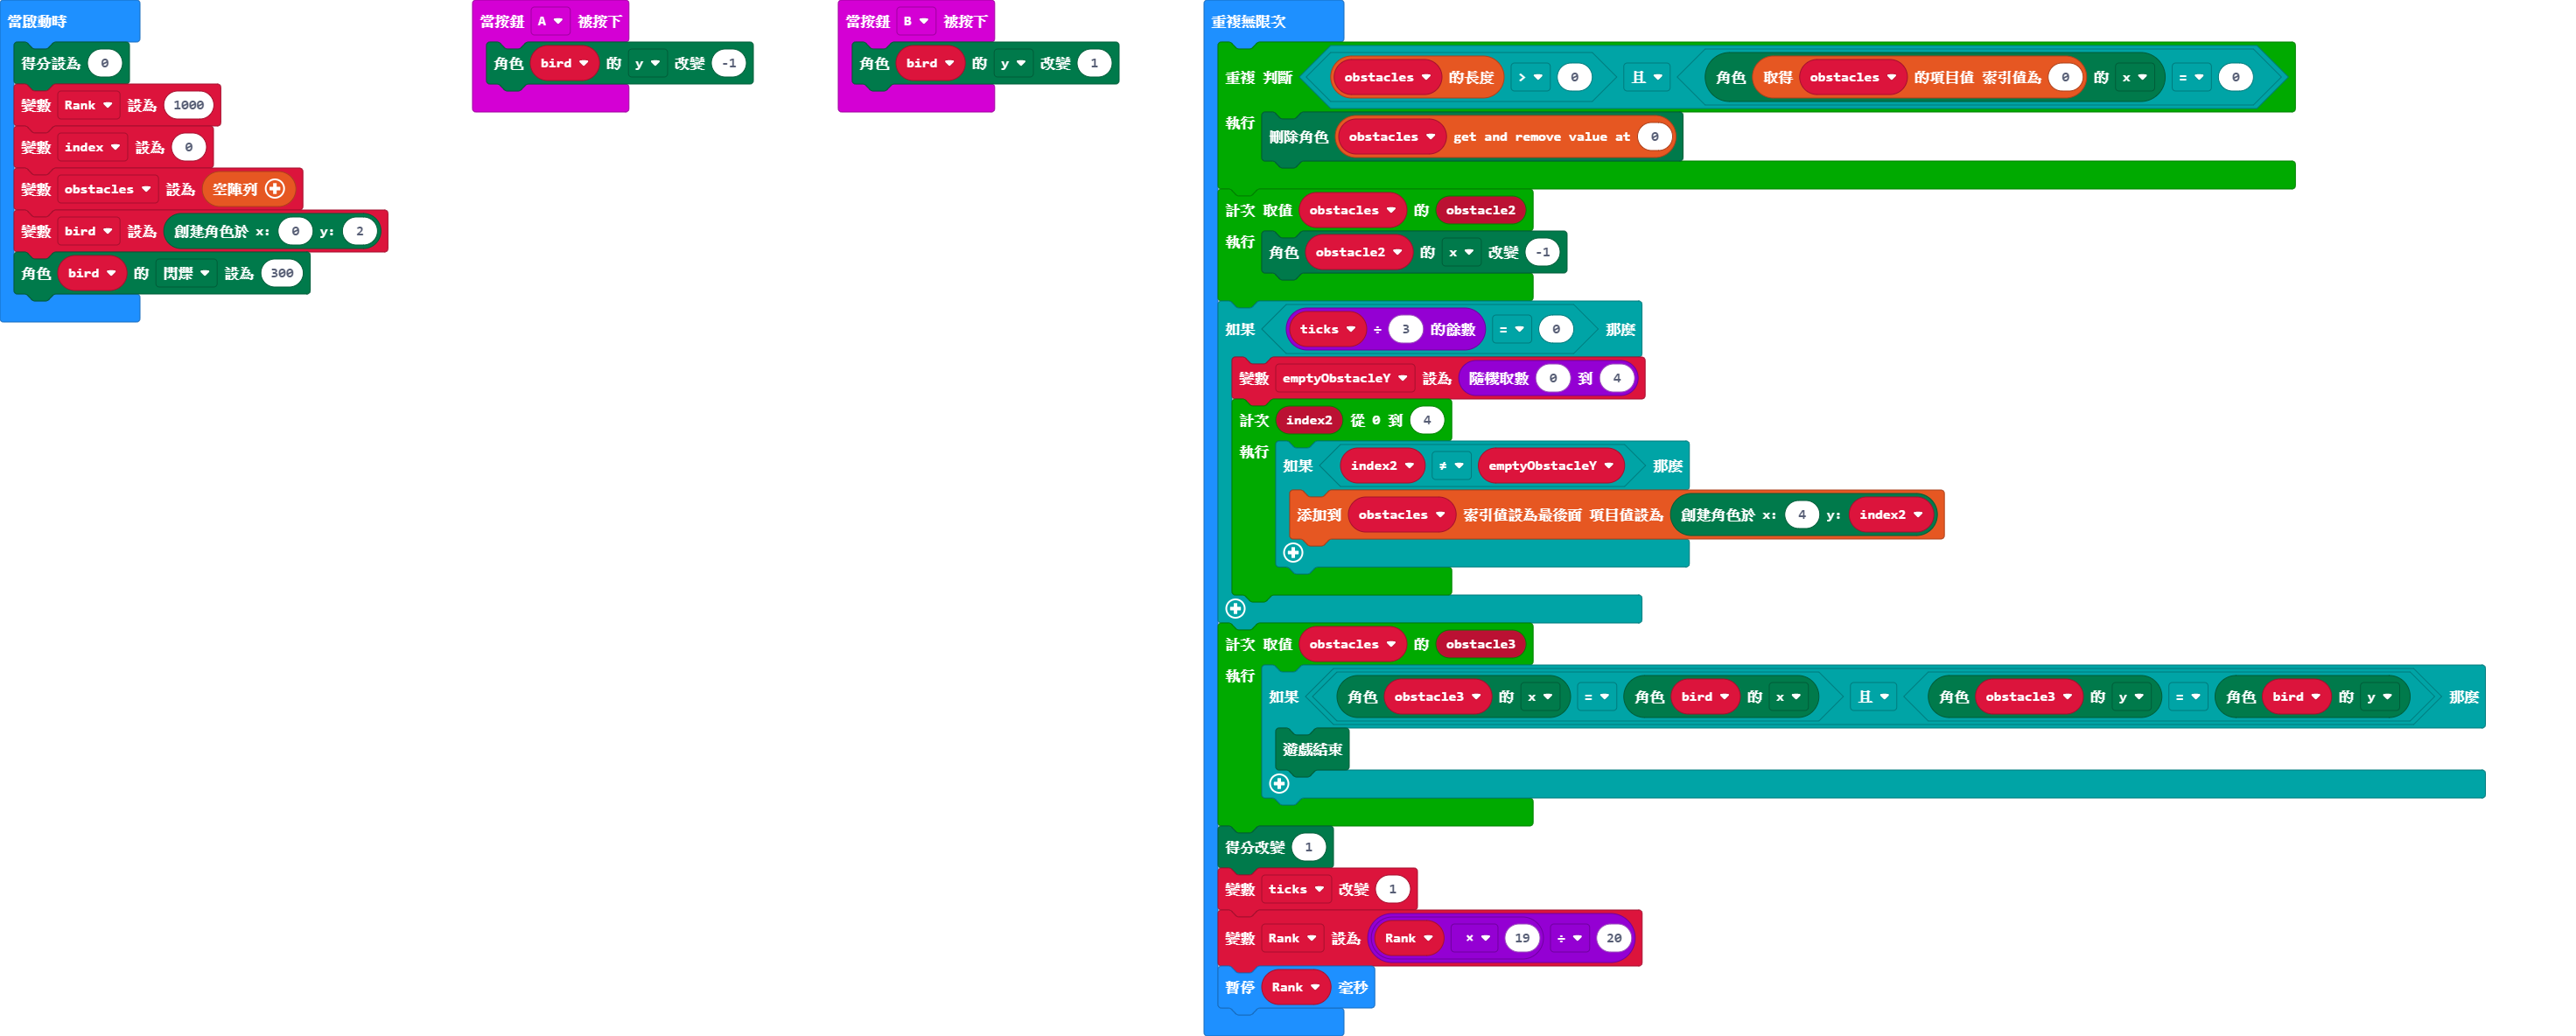 當啟動時
得分設為 0
變數 Rank 設為 1000
變數 index 設為 0
變數 obstacles 設為 空陣列
變數 bird 設為 創建角色於 x: 0 y: 2
角色 bird 的 閃爍 設為 300
當按鈕 A 被按下
角色 bird 的 y 改變 -1
當按鈕 B 被按下
角色 bird 的 y 改變 1
重複無限次
重複 判斷 obstacles 的長度 > 0 且 角色 取得 obstacles 的項目值 索引值為 0 的 x = 0
執行 刪除角色 obstacles get and remove value at 0
計次 取值 obstacles 的 obstacle2
執行 角色 obstacle2 的 x 改變 -1
如果 ticks ÷ 3 的餘數 = 0 那麼
變數 emptyObstacleY 設為 隨機取數 0 到 4
計次 index2 從 0 到 4
執行 如果 index2 ≠ emptyObstacleY 那麼
添加到 obstacles 索引值設為最後面 項目值設為 創建角色於 x: 4 y: index2
計次 取值 obstacles 的 obstacle3
執行 如果 角色 obstacle3 的 x = 角色 bird 的 x 且 角色 obstacle3 的 y = 角色 bird 的 y 那麼
遊戲結束
得分改變 1
變數 ticks 改變 1
變數 Rank 設為 Rank × 19 ÷ 20
暫停 Rank 毫秒